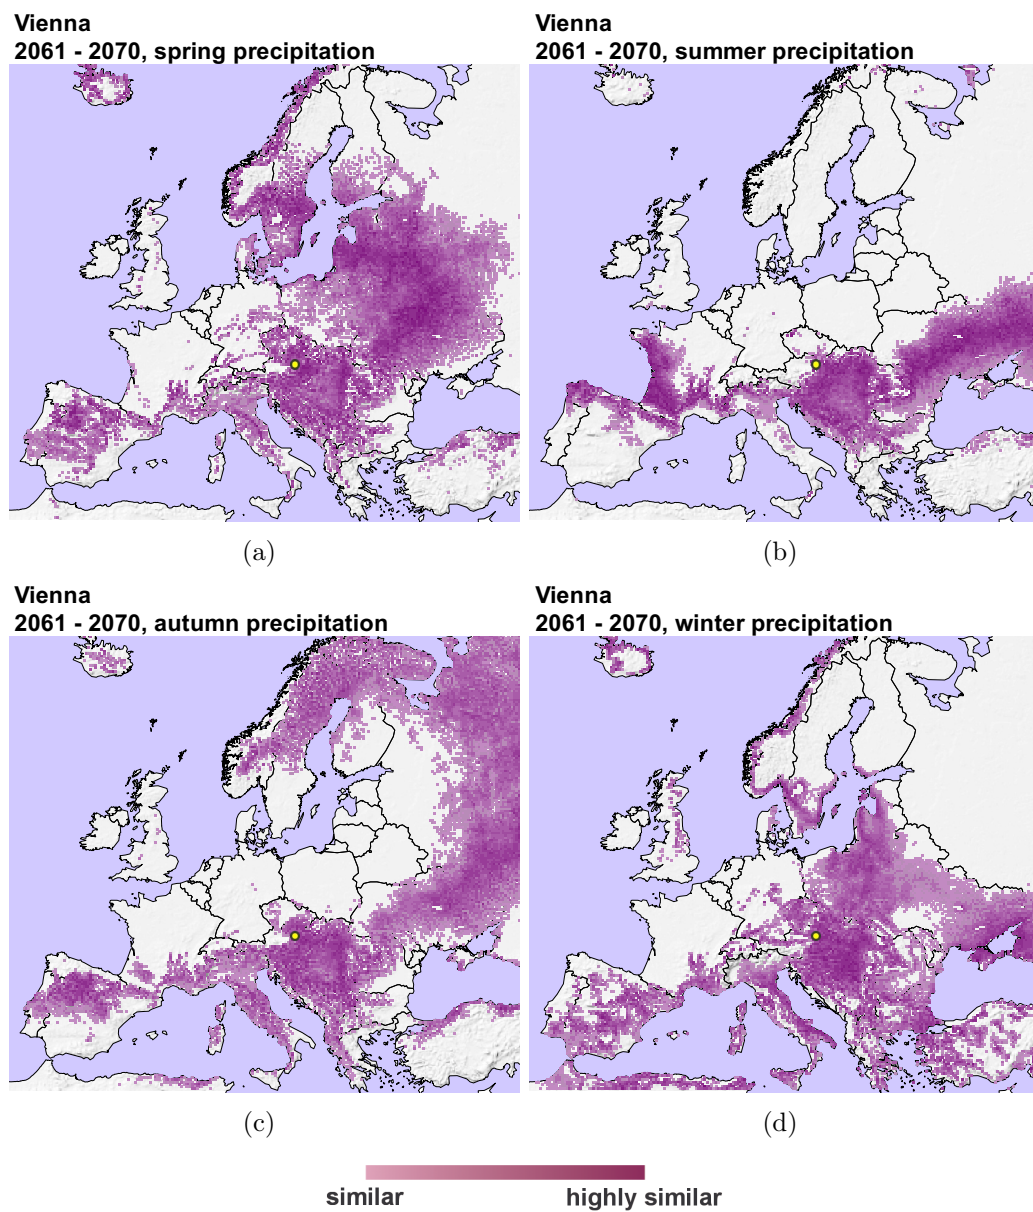 Vienna
2061 - 2070, spring precipitation
Vienna
2061 - 2070, summer precipitation
(a)
(b)
Vienna
2061 - 2070, autumn precipitation
Vienna
2061 - 2070, winter precipitation
(c)
(d)
similar
highly similar